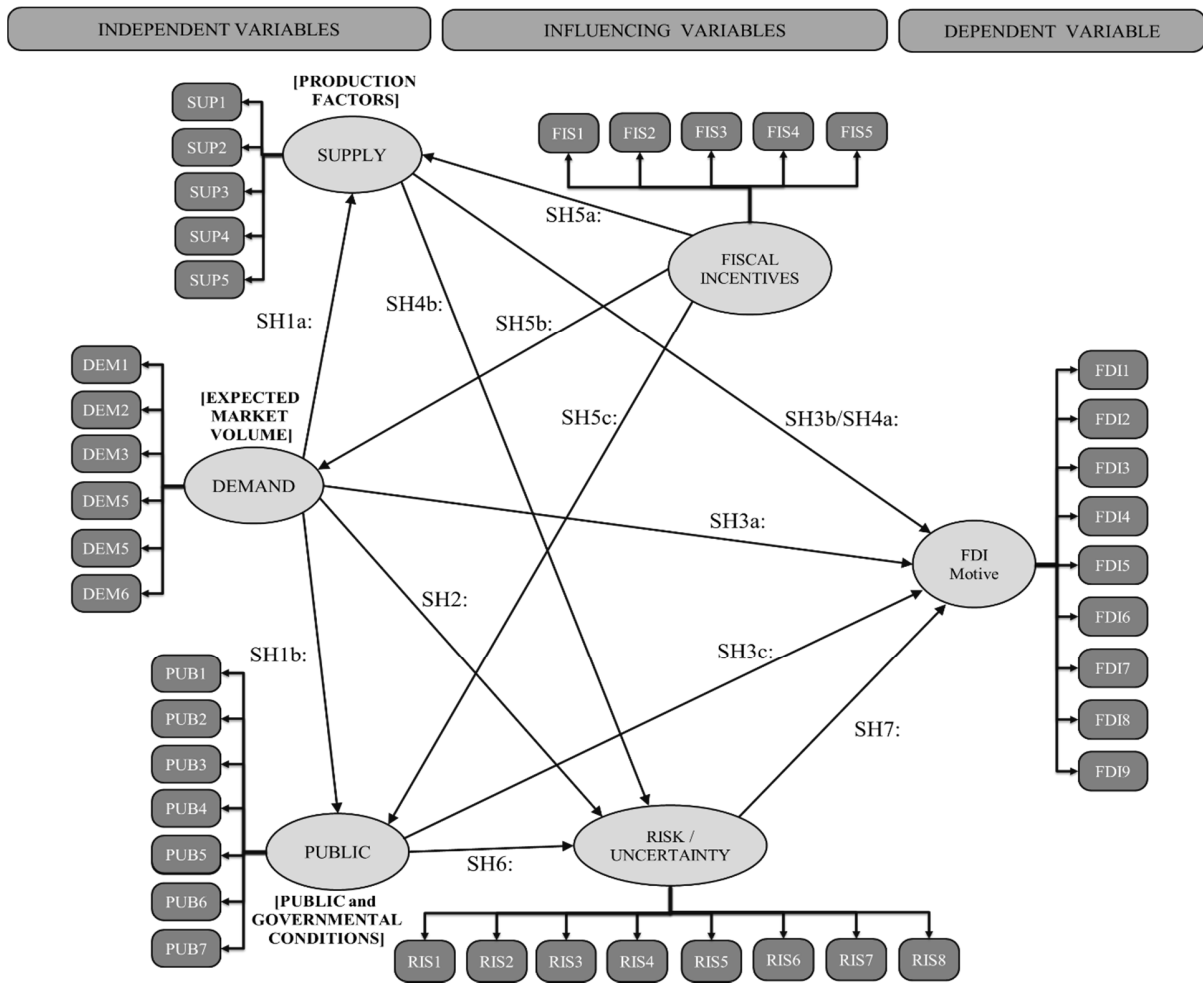 INDEPENDENT VARIABLES
INFLUENCING VARIABLES
DEPENDENT VARIABLE
[PRODUCTION
FACTORS]
SUP1
SUP2
SUP3
SUP4
SUP5
SUPPLY
FIS1
FIS2
FIS3
FIS4
FIS5
FISCAL
INCENTIVES
SH5a:
SH1a:
SH4b:
SH5b:
SH5c:
SH3b/SH4a:
DEM1
DEM2
DEM3
DEM5
DEM5
DEM6
[EXPECTED
MARKET
VOLUME]
DEMAND
SH3a:
SH2:
SH1b:
SH3c:
SH7:
SH6:
FDI
Motive
FDI1
FDI2
FDI3
FDI4
FDI5
FDI6
FDI7
FDI8
FDI9
PUB1
PUB2
PUB3
PUB4
PUB5
PUB6
PUB7
PUBLIC
[PUBLIC and
GOVERNMENTAL
CONDITIONS]
RISK /
UNCERTAINTY
RIS1
RIS2
RIS3
RIS4
RIS5
RIS6
RIS7
RIS8